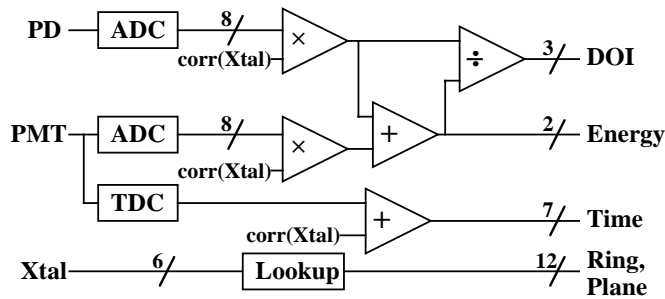 PD ADC 8 × ÷ 3 DOI
corr(Xtal)
PMT ADC 8 × + 2 Energy
corr(Xtal)
TDC + 7 Time
corr(Xtal)
Xtal 6 Lookup 12 Ring,
Plane